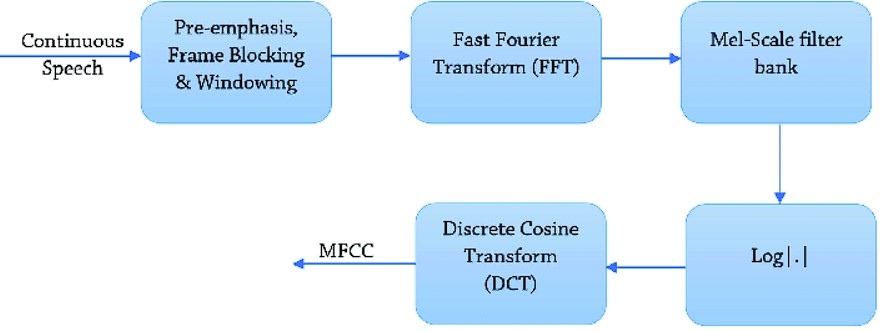 Continuous
Speech
Pre-emphasis,
Frame Blocking
& Windowing
Fast Fourier
Transform (FFT)
Mel-Scale filter
bank
Log|.|
Discrete Cosine
Transform
(DCT)
MFCC